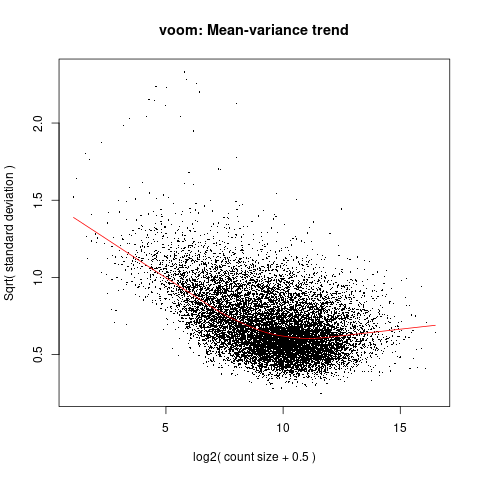 voom: Mean-variance trend
Sqrt( standard deviation )
2.0
1.5
1.0
0.5
5
10
15
log2( count size + 0.5 )